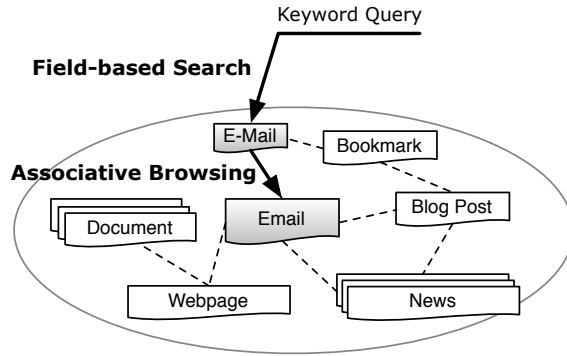 Keyword Query
Field-based Search
E-Mail
Bookmark
Associative Browsing
Document
Email
Blog Post
Webpage
News